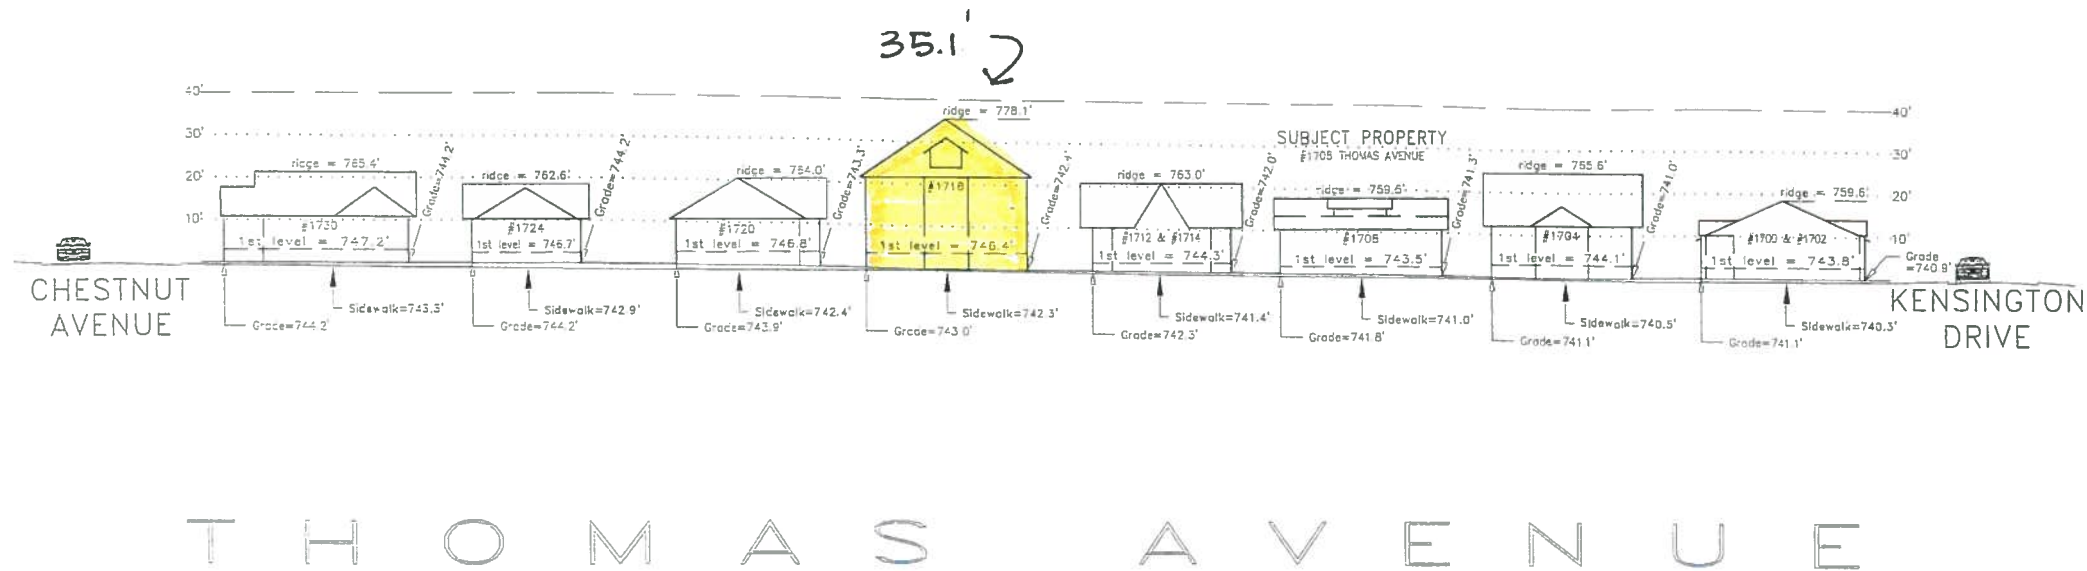 35.1'
40'
40'
30'
30'
20'
20'
10'
10'
ridge = 765.4'
Grade=744.2'
#1730
1st level = 747.2'
ridge = 762.6'
Grade=744.2'
#1724
1st level = 746.7'
ridge = 764.0'
Grade=743.3'
#1720
1st level = 746.8'
ridge = 778.1'
Grade=742.4'
#1716
1st level = 746.4'
ridge = 763.0'
Grade=742.0'
#1712 & #1714
1st level = 744.3'
SUBJECT PROPERTY
#1708 THOMAS AVENUE
ridge = 759.6'
Grade=741.3'
1st level = 743.5'
Grade=741.0'
#1704
1st level = 744.1'
ridge = 759.6'
#1700 & #1702
1st level = 743.8'
Grade
=740.9'
CHESTNUT
AVENUE
Grade=744.2'
Sidewalk=743.3'
Grade=744.2'
Sidewalk=742.9'
Grade=743.9'
Sidewalk=742.4'
Grade=743.0'
Sidewalk=742.3'
Grade=742.3'
Sidewalk=741.4'
Grade=741.8'
Sidewalk=741.0'
Grade=741.1'
Sidewalk=740.5'
Grade=741.1'
Sidewalk=740.3'
KENSINGTON
DRIVE
THOMAS AVENUE